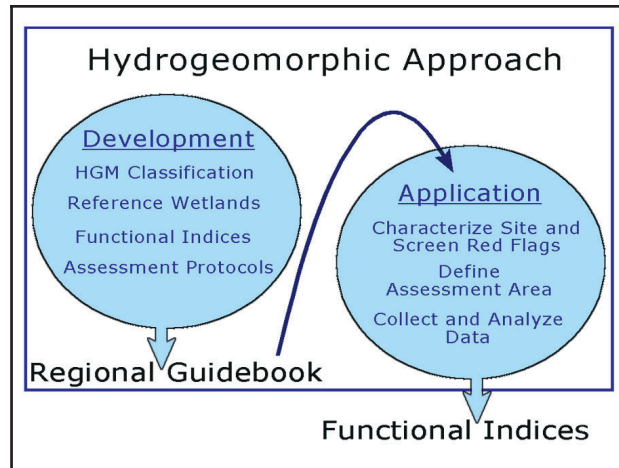 Hydrogeomorphic Approach
Development
HGM Classification
Reference Wetlands
Functional Indices
Assessment Protocols
Regional Guidebook
Application
Characterize Site and
Screen Red Flags
Define
Assessment Area
Collect and Analyze
Data
Functional Indices